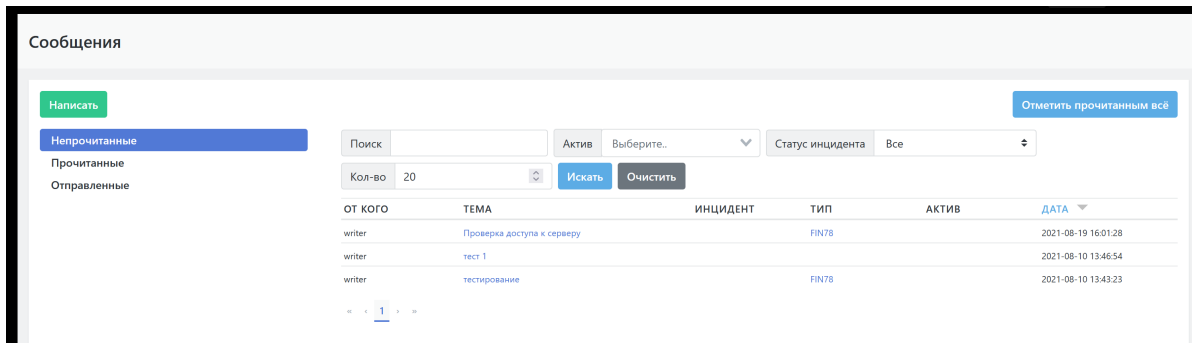 Сообщения
Написать
Отметить прочитанным всё
Непрочитанные
Прочитанные
Отправленные
Поиск Актив Выберите.. Статус инцидента Все
Кол-во 20 Искать Очистить
ОТ КОГО ТЕМА ИНЦИДЕНТ ТИП АКТИВ ДАТА
writer Проверка доступа к серверу FIN78 2021-08-19 16:01:28
writer тест 1 2021-08-10 13:46:54
writer тестирование FIN78 2021-08-10 13:43:23
« ‹ 1 › »